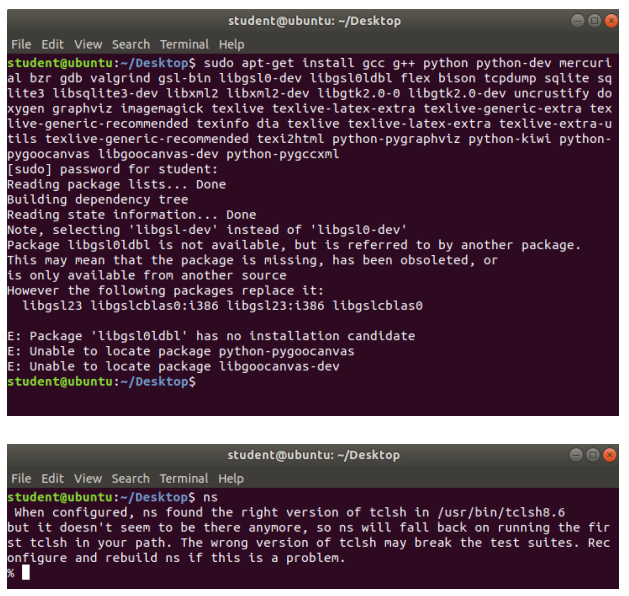 student@ubuntu: ~/Desktop
File Edit View Search Terminal Help
student@ubuntu:~/Desktop$ sudo apt-get install gcc g++ python python-dev mercuri
al bzr gdb valgrind gsl-bin libgsl0-dev libgsl0ldbl flex bison tcpdump sqlite sq
lite3 libsqlite3-dev libxml2 libxml2-dev libgtk2.0-0 libgtk2.0-dev uncrustify do
xygen graphviz imagemagick texlive texlive-latex-extra texlive-generic-extra tex
live-generic-recommended texinfo dia texlive texlive-latex-extra texlive-extra-u
tils texlive-generic-recommended texi2html python-pygraphviz python-kiwi python-
pygoocanvas libgoocanvas-dev python-pygccxml
[sudo] password for student:
Reading package lists... Done
Building dependency tree
Reading state information... Done
Note, selecting 'libgsl-dev' instead of 'libgsl0-dev'
Package libgsl0ldbl is not available, but is referred to by another package.
This may mean that the package is missing, has been obsoleted, or
is only available from another source
However the following packages replace it:
  libgsl23 libgslcblas0:i386 libgsl23:i386 libgslcblas0
E: Package 'libgsl0ldbl' has no installation candidate
E: Unable to locate package python-pygoocanvas
E: Unable to locate package libgoocanvas-dev
student@ubuntu:~/Desktop$
student@ubuntu: ~/Desktop
File Edit View Search Terminal Help
student@ubuntu:~/Desktop$ ns
 When configured, ns found the right version of tclsh in /usr/bin/tclsh8.6
but it doesn't seem to be there anymore, so ns will fall back on running the fir
st tclsh in your path. The wrong version of tclsh may break the test suites. Rec
onfigure and rebuild ns if this is a problem.
%